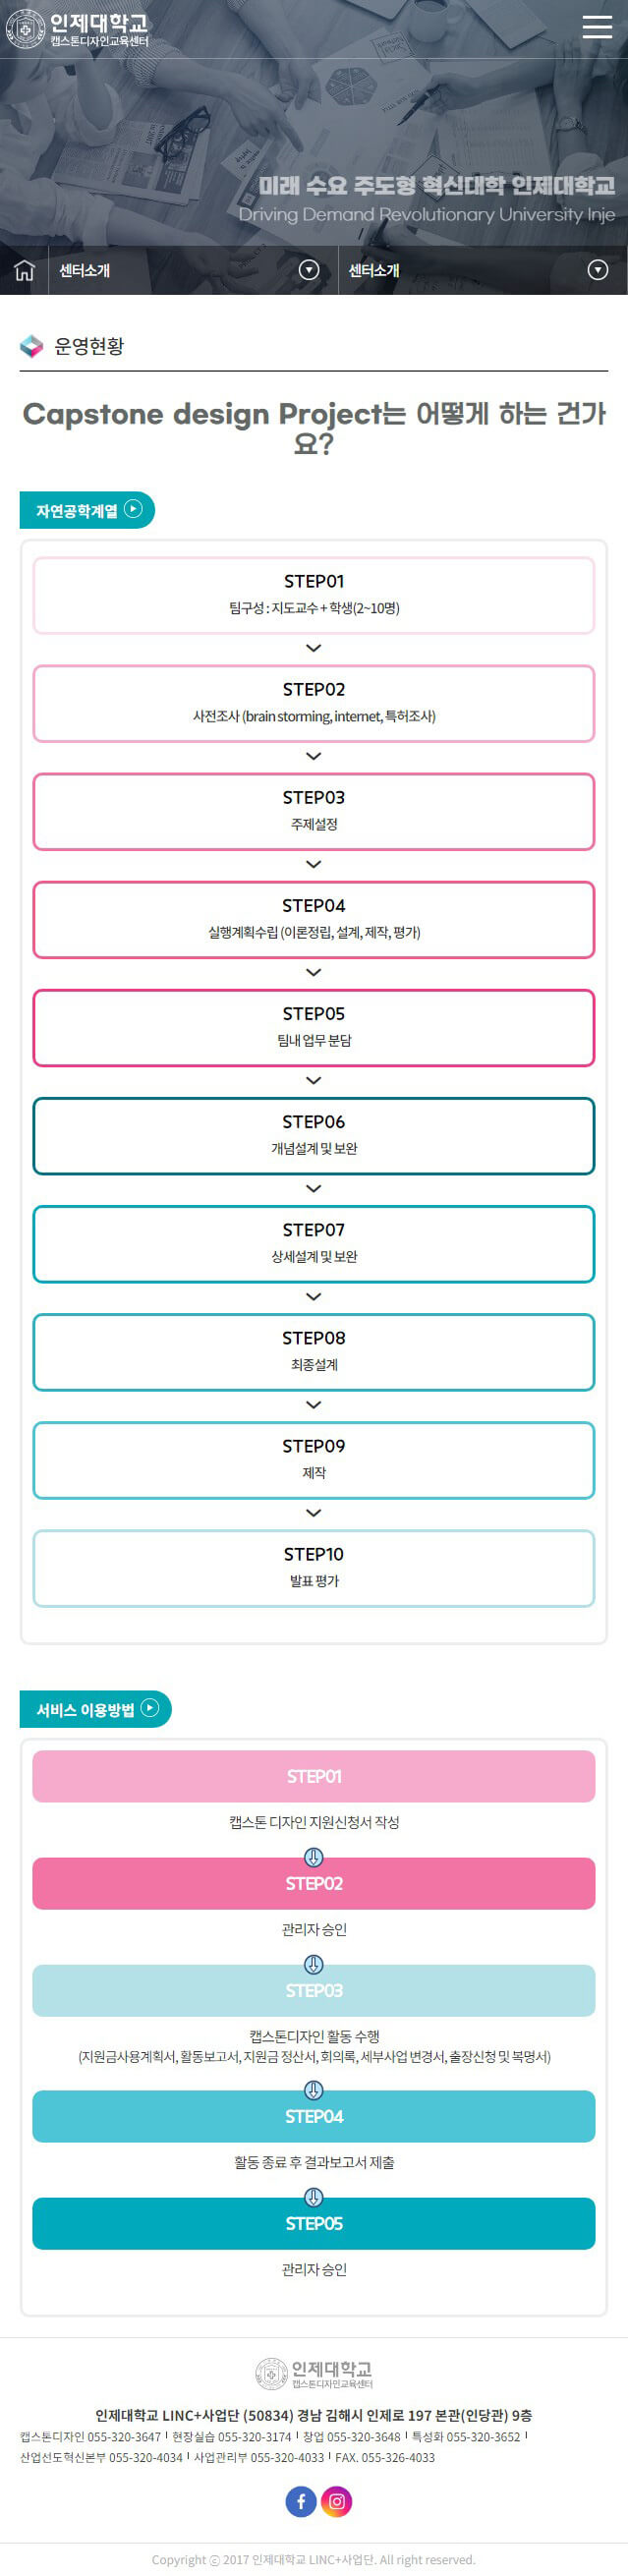 인제대학교
캡스톤디자인교육센터
미래 수요 주도형 혁신대학 인제대학교
Driving Demand Revolutionary University Inje
센터소개
센터소개
운영현황
Capstone design Project는 어떻게 하는 건가
요?
자연공학계열
STEP01
팀구성 : 지도교수 + 학생(2~10명)
STEP02
사전조사 (brain storming, internet, 특허조사)
STEP03
주제설정
STEP04
실행계획수립 (이론정립, 설계, 제작, 평가)
STEP05
팀내 업무 분담
STEP06
개념설계 및 보완
STEP07
상세설계 및 보완
STEP08
최종설계
STEP09
제작
STEP10
발표 평가
서비스 이용방법
STEP01
캡스톤 디자인 지원신청서 작성
STEP02
관리자 승인
STEP03
캡스톤디자인 활동 수행
(지원금사용계획서, 활동보고서, 지원금 정산서, 회의록, 세부사업 변경서, 출장신청 및 복명서)
STEP04
활동 종료 후 결과보고서 제출
STEP05
관리자 승인
인제대학교
캡스톤디자인교육센터
인제대학교 LINC+사업단 (50834) 경남 김해시 인제로 197 본관(인당관) 9층
캡스톤디자인 055-320-3647 | 현장실습 055-320-3174 | 창업 055-320-3648 | 특성화 055-320-3652 |
산업선도혁신본부 055-320-4034 | 사업관리부 055-320-4033 | FAX. 055-326-4033
Copyright ⓒ 2017 인제대학교 LINC+사업단. All right reserved.